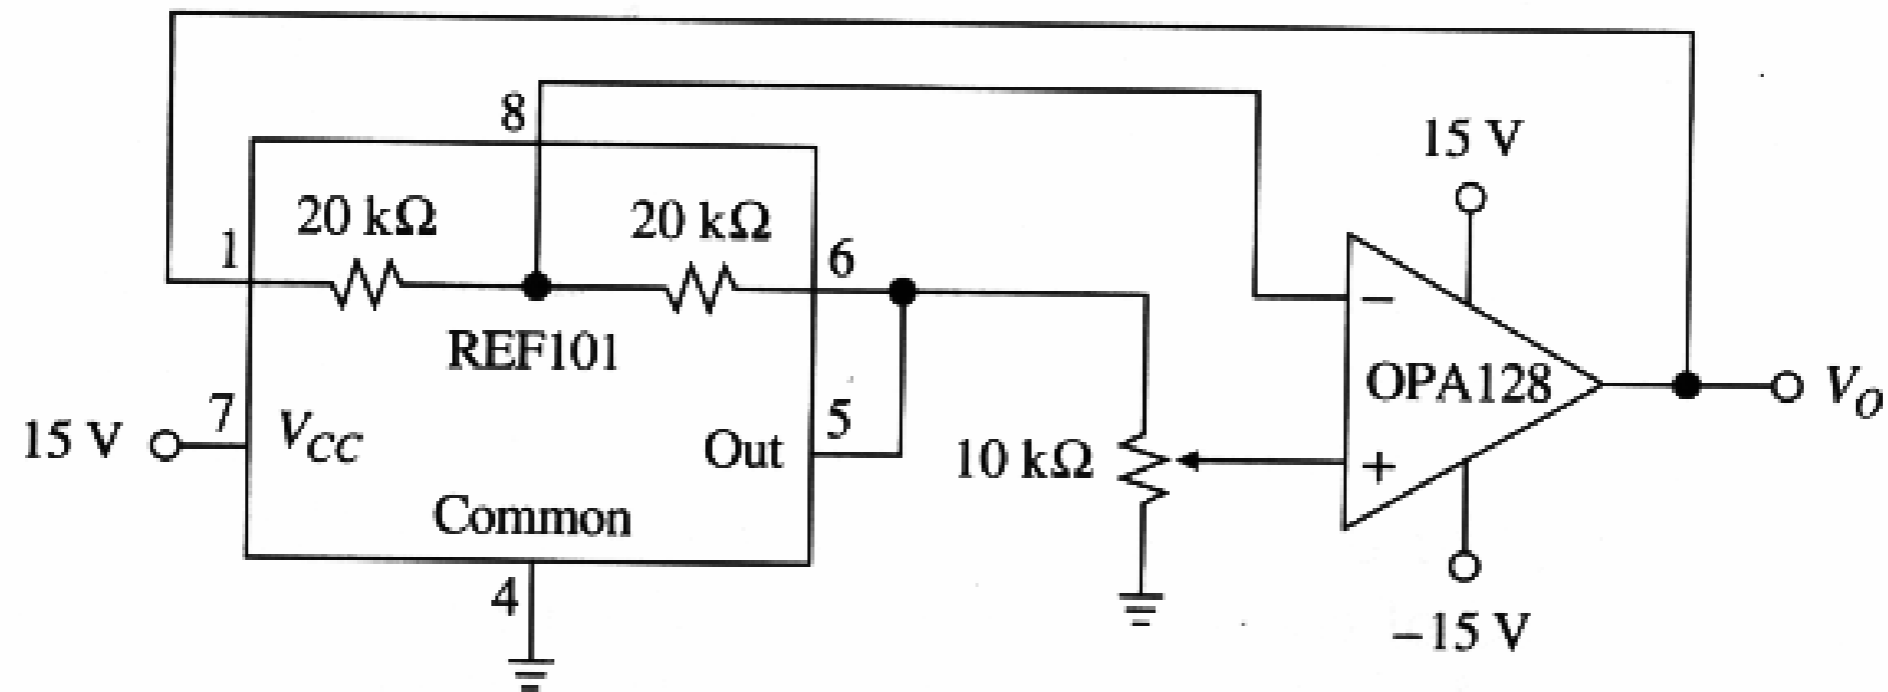 8
15 V
20 kΩ
20 kΩ
1
6
−
REF101
OPA128
V_O
7
5
15 V
V_CC
Out
10 kΩ
+
Common
4
−15 V